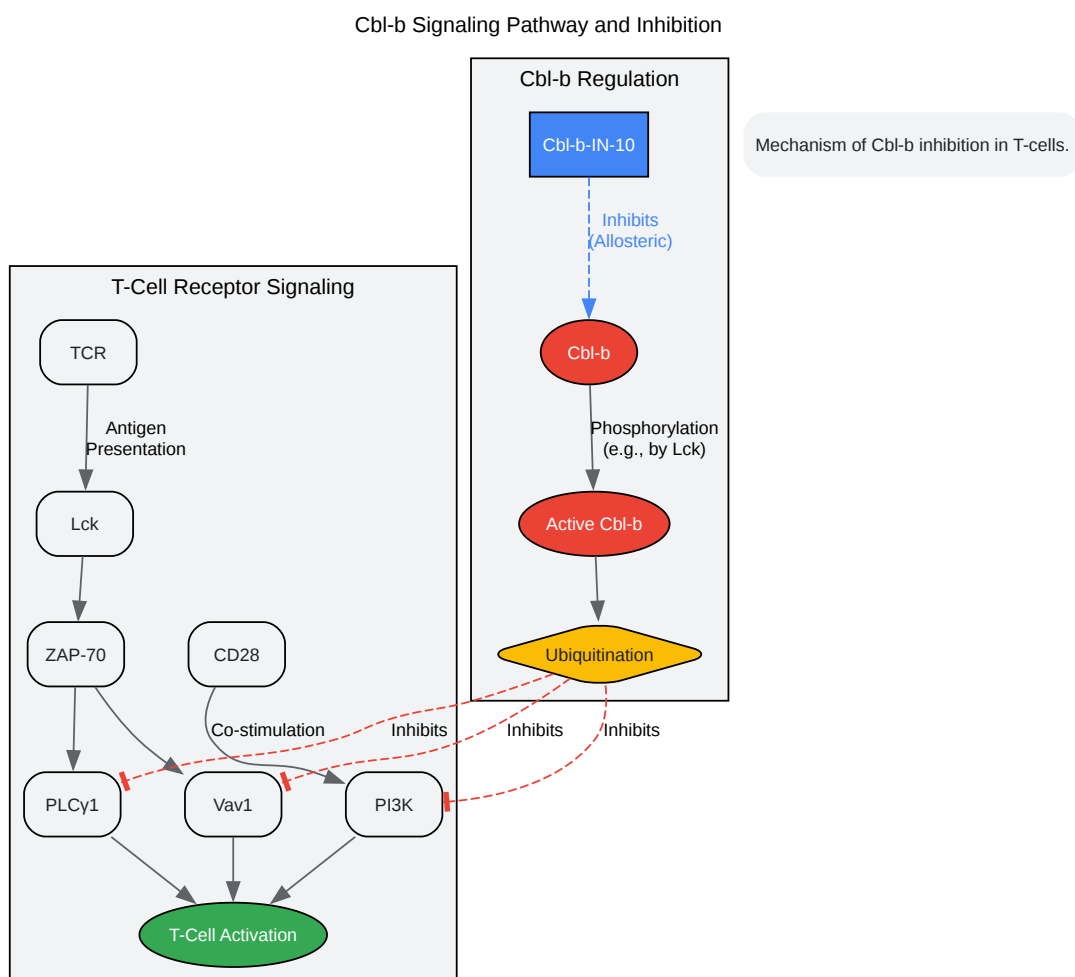 Cbl-b Signaling Pathway and Inhibition
Cbl-b Regulation
Cbl-b-IN-10
Mechanism of Cbl-b inhibition in T-cells.
Inhibits
(Allosteric)
T-Cell Receptor Signaling
TCR
Cbl-b
Antigen
Presentation
Phosphorylation
(e.g., by Lck)
Lck
Active Cbl-b
ZAP-70
CD28
Ubiquitination
Co-stimulation
Inhibits
Inhibits
Inhibits
PLCγ1
Vav1
PI3K
T-Cell Activation